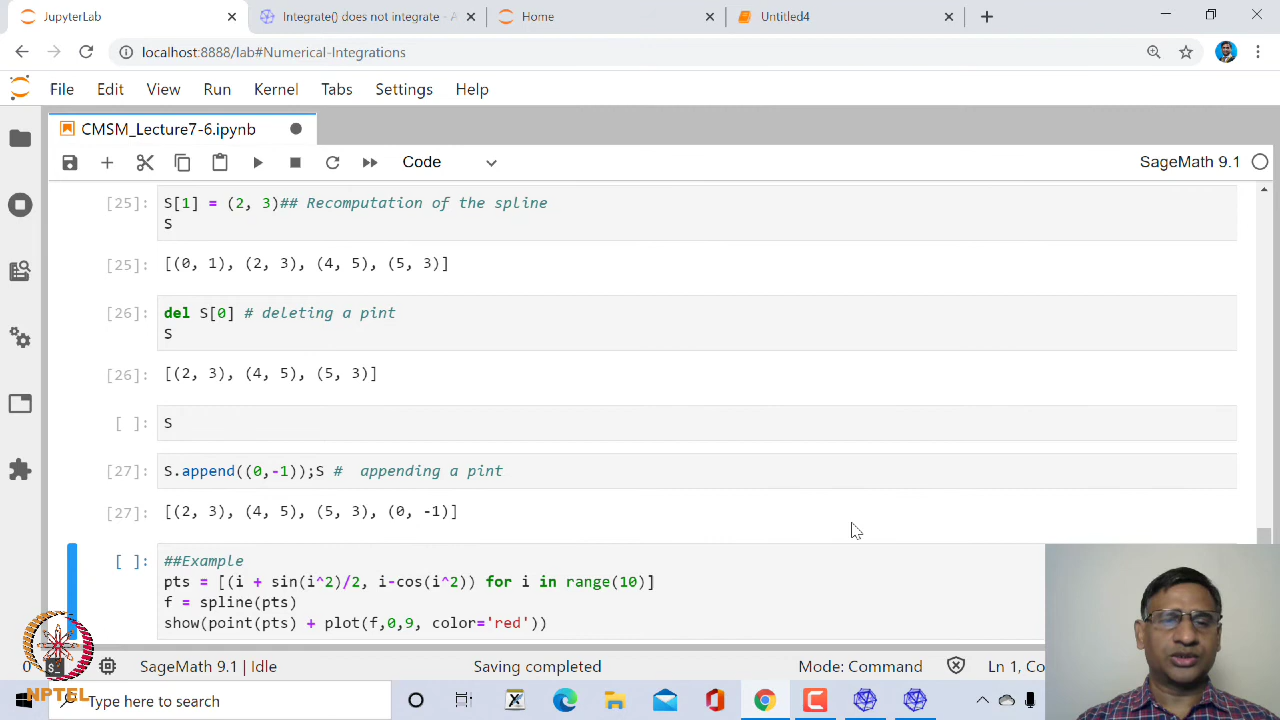 JupyterLab
Integrate() does not integrate - A
Home
Untitled4
localhost:8888/lab#Numerical-Integrations
File Edit View Run Kernel Tabs Settings Help
CMSM_Lecture7-6.ipynb
Code
SageMath 9.1
[25]: S[1] = (2, 3)## Recomputation of the spline
S
[25]: [(0, 1), (2, 3), (4, 5), (5, 3)]
[26]: del S[0] # deleting a pint
S
[26]: [(2, 3), (4, 5), (5, 3)]
[ ]: S
[27]: S.append((0,-1));S # appending a pint
[27]: [(2, 3), (4, 5), (5, 3), (0, -1)]
[ ]: ##Example
pts = [(i + sin(i^2)/2, i-cos(i^2)) for i in range(10)]
f = spline(pts)
show(point(pts) + plot(f,0,9, color='red'))
0
SageMath 9.1 | Idle
Saving completed
Mode: Command
Ln 1, Co
NPTEL
Type here to search